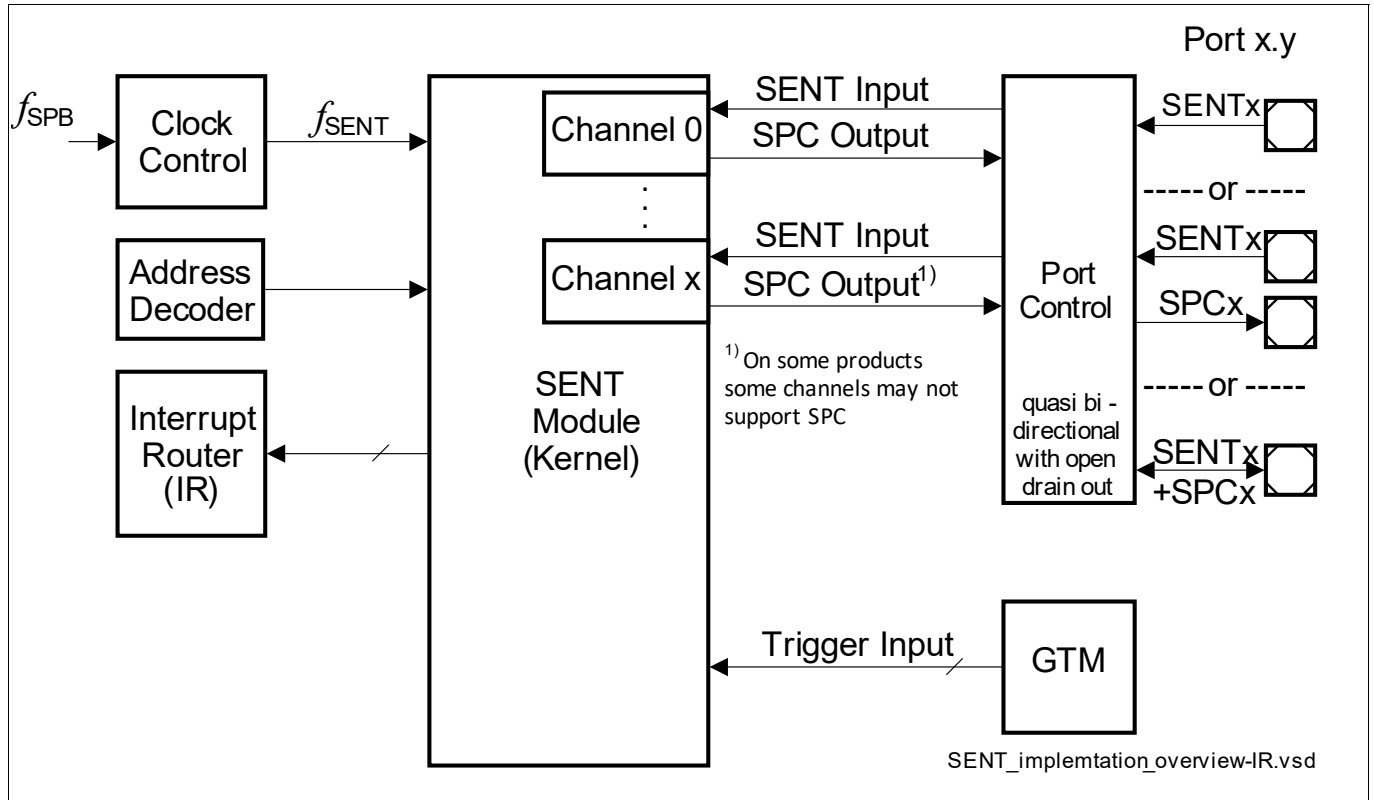 Port x.y
fSPB
Clock
Control
fSENT
Channel 0
SENT Input
SPC Output
SENTx
----- or -----
Address
Decoder
Channel x
SENT Input
SPC Output1)
Port
Control
SENTx
SPCx
1) On some products
some channels may not
support SPC
----- or -----
Interrupt
Router
(IR)
SENT
Module
(Kernel)
quasi bi -
directional
with open
drain out
SENTx
+SPCx
Trigger Input
GTM
SENT_implemtation_overview-IR.vsd